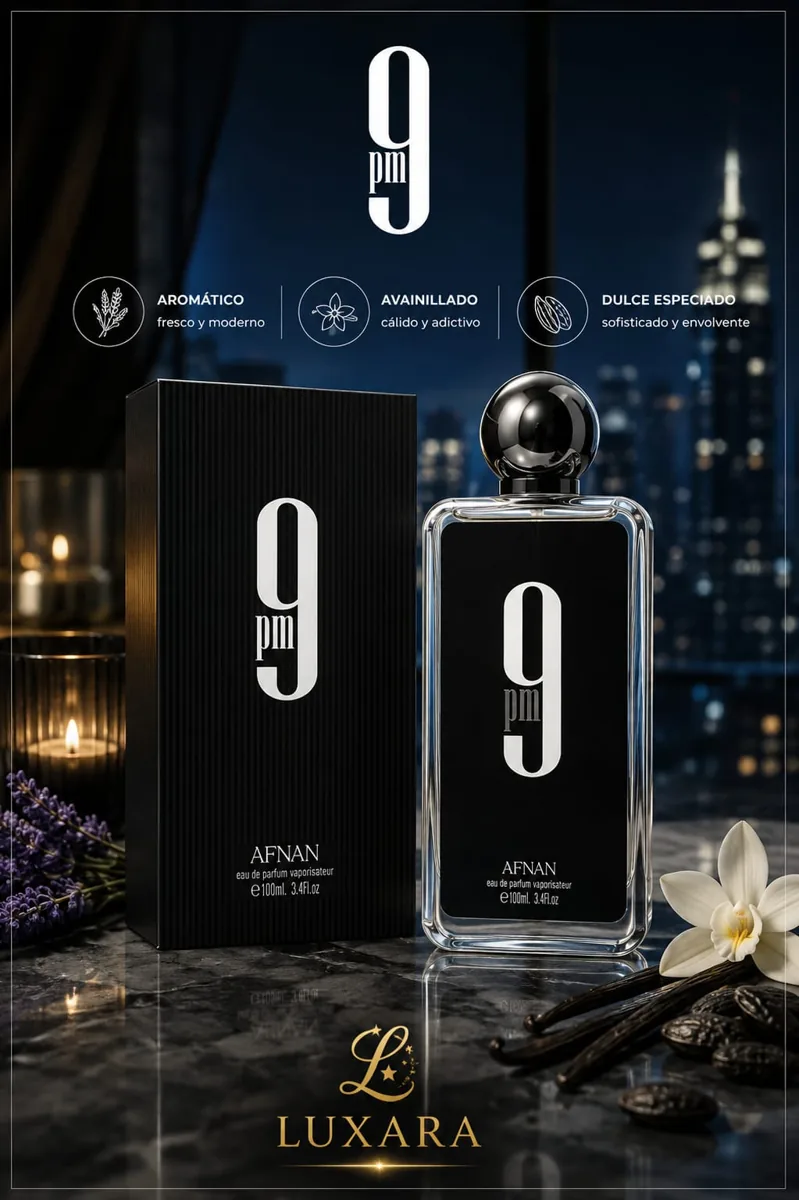 9
pm
AROMÁTICO
fresco y moderno
AVAINILLADO
cálido y adictivo
DULCE ESPECIADO
sofisticado y envolvente
9
pm
AFNAN
eau de parfum vaporisateur
℮100ml. 3.4Fl.oz
9
pm
AFNAN
eau de parfum vaporisateur
℮100ml. 3.4Fl.oz
L
LUXARA